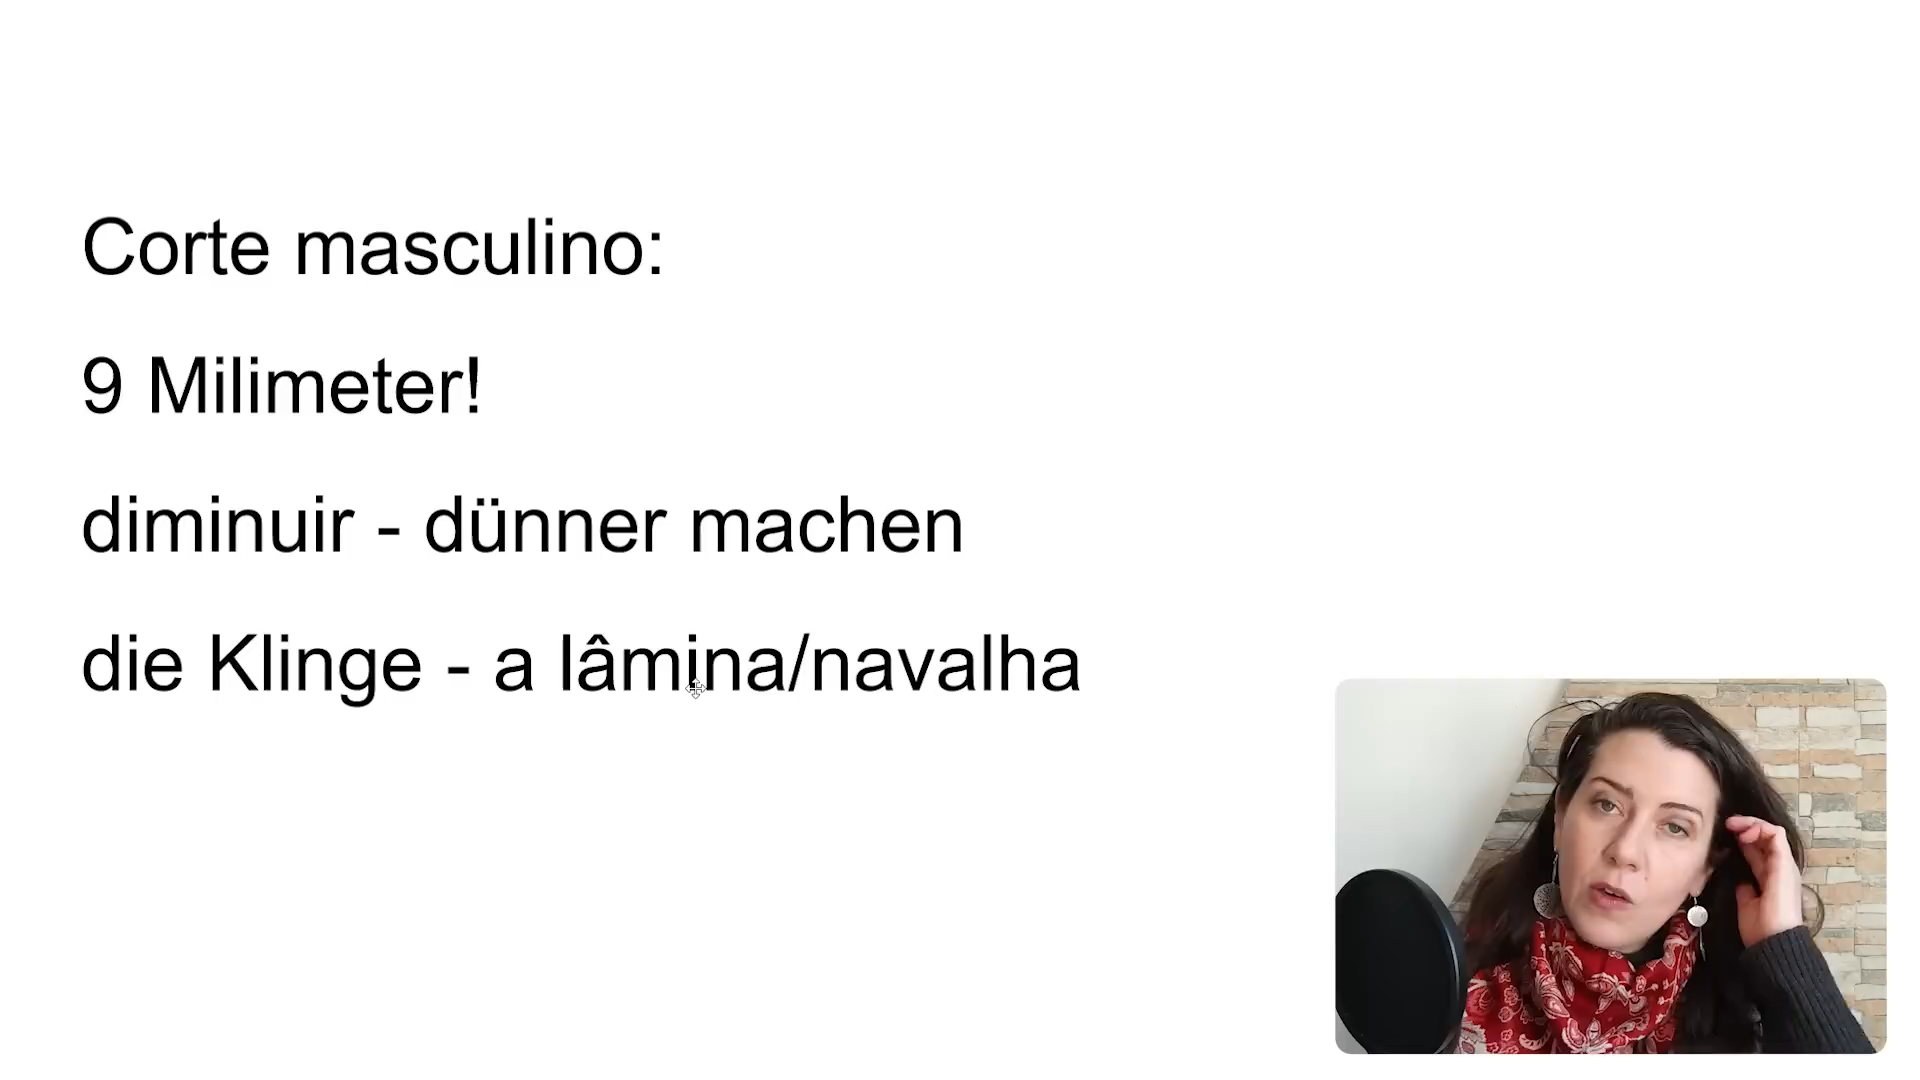 Corte masculino:
9 Milimeter!
diminuir - dünner machen
die Klinge - a lâmina/navalha